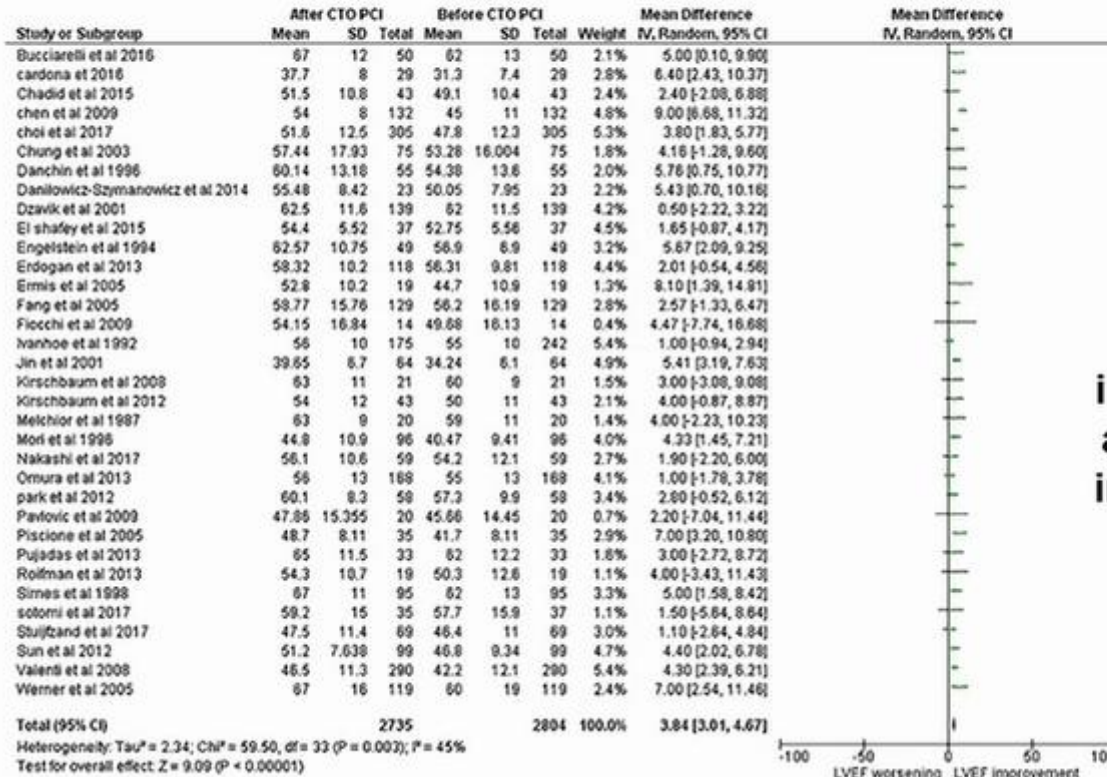 After CTO PCI Before CTO PCI Mean Difference Mean Difference
Study or Subgroup Mean SD Total Mean SD Total Weight IV, Random, 95% CI IV, Random, 95% CI
Bucciarelli et al 2016 67 12 50 62 13 50 2.1% 5.00 [0.10, 9.90]
cardona et al 2016 37.7 8 29 31.3 7.4 29 2.8% 6.40 [2.43, 10.37]
Chadid et al 2015 51.5 10.8 43 49.1 10.4 43 2.4% 2.40 [-2.08, 6.88]
chen et al 2009 54 8 132 45 11 132 4.8% 9.00 [6.68, 11.32]
choi et al 2017 51.6 12.5 305 47.8 12.3 305 5.3% 3.80 [1.83, 5.77]
Chung et al 2003 57.44 17.93 75 53.28 16.004 75 1.8% 4.16 [-1.28, 9.60]
Danchin et al 1996 60.14 13.18 55 54.38 13.6 55 2.0% 5.76 [0.75, 10.77]
Danilowicz-Szymanowicz et al 2014 55.48 8.42 23 50.05 7.95 23 2.2% 5.43 [0.70, 10.16]
Dzavik et al 2001 62.5 11.6 139 62 11.5 139 4.2% 0.50 [-2.22, 3.22]
El shafey et al 2015 54.4 5.52 37 52.75 5.56 37 4.5% 1.65 [-0.87, 4.17]
Engelstein et al 1994 62.57 10.75 49 56.9 6.9 49 3.2% 5.67 [2.09, 9.25]
Erdogan et al 2013 58.32 10.2 118 56.31 9.81 118 4.4% 2.01 [-0.54, 4.56]
Ermis et al 2005 52.8 10.2 19 44.7 10.9 19 1.3% 8.10 [1.39, 14.81]
Fang et al 2005 58.77 15.76 129 56.2 16.19 129 2.9% 2.57 [-1.33, 6.47]
Fiocchi et al 2009 54.15 16.84 14 49.68 16.13 14 0.4% 4.47 [-7.74, 16.68]
Ivanhoe et al 1992 56 10 175 55 10 242 5.4% 1.00 [-0.94, 2.94]
Jin et al 2001 39.65 6.7 64 34.24 6.1 64 5.0% 5.41 [3.19, 7.63]
Kirschbaum et al 2008 63 11 21 60 9 21 1.5% 3.00 [-3.08, 9.08]
Kirschbaum et al 2012 54 12 43 50 11 43 2.1% 4.00 [-0.87, 8.87]
Melchior et al 1987 63 9 20 59 11 20 1.4% 4.00 [-2.23, 10.23]
Mori et al 1996 44.8 10.9 96 40.47 9.41 96 4.0% 4.33 [1.45, 7.21]
Nakashi et al 2017 56.1 10.6 59 54.2 12.1 59 2.7% 1.90 [-2.20, 6.00]
Omura et al 2013 56 13 168 55 13 168 4.1% 1.00 [-1.78, 3.78]
park et al 2012 60.1 8.3 58 57.3 9.9 58 3.4% 2.80 [-0.52, 6.12]
Pavlovic et al 2009 47.86 15.355 20 45.66 14.45 20 0.7% 2.20 [-7.04, 11.44]
Piscione et al 2005 48.7 8.11 35 41.7 8.11 35 2.9% 7.00 [3.20, 10.80]
Pujadas et al 2013 65 11.5 33 62 12.2 33 1.7% 3.00 [-2.72, 8.72]
Roifman et al 2013 54.3 10.7 19 50.3 12.6 19 1.1% 4.00 [-3.43, 11.43]
Sirnes et al 1998 67 11 95 62 13 95 3.3% 5.00 [1.58, 8.42]
sotomi et al 2017 59.2 15 35 57.7 15.9 37 1.1% 1.50 [-5.64, 8.64]
Stuijfzand et al 2017 47.5 11.4 69 46.4 11 69 3.0% 1.10 [-2.64, 4.84]
Sun et al 2012 51.2 7.638 99 46.8 9.34 99 4.7% 4.40 [2.02, 6.78]
Valenti et al 2008 46.5 11.3 290 42.2 12.1 290 5.4% 4.30 [2.39, 6.21]
Werner et al 2005 67 16 119 60 19 119 2.4% 7.00 [2.54, 11.46]
Total (95% CI) 2735 2804 100.0% 3.84 [3.01, 4.67]
Heterogeneity: Tau² = 2.34; Chi² = 59.50, df = 33 (P = 0.003); I² = 45%
Test for overall effect: Z = 9.09 (P < 0.00001)
-100 -50 0 50 10
LVEF worsening LVEF improvement